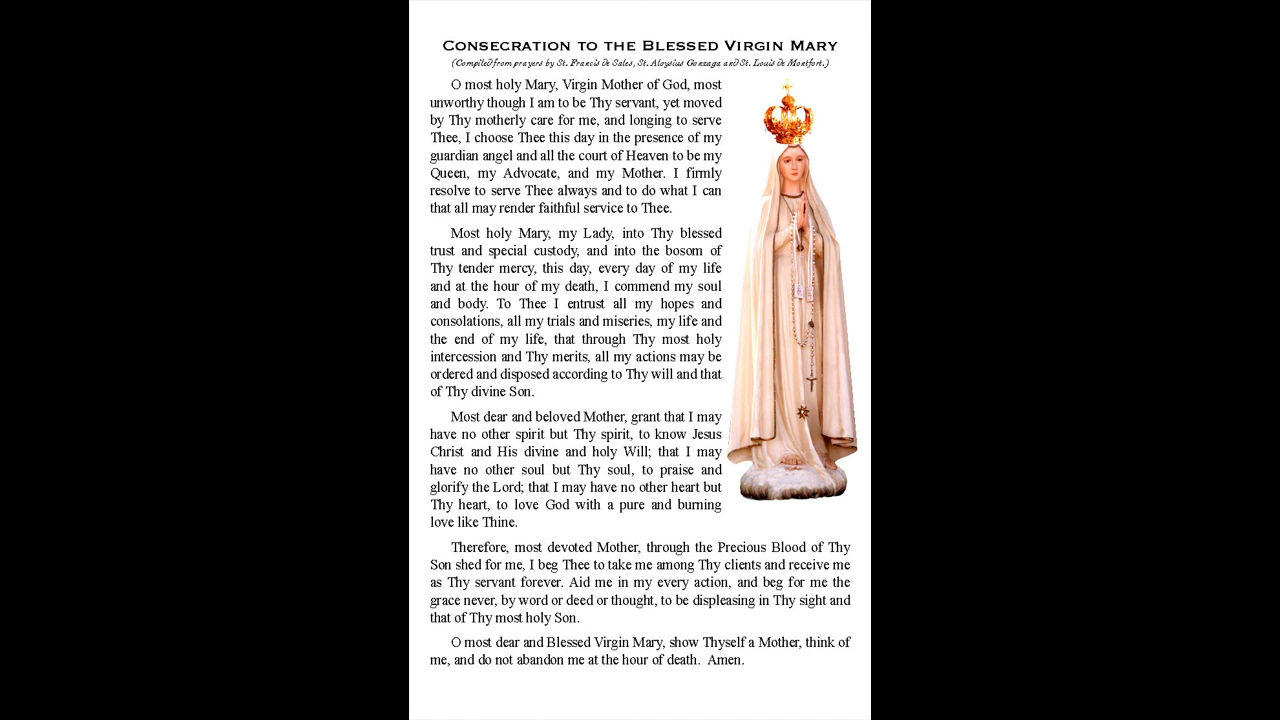 Consecration to the Blessed Virgin Mary
(Compiled from prayers by St. Francis de Sales, St. Aloysius Gonzaga and St. Louis de Montfort.)
O most holy Mary, Virgin Mother of God, most
unworthy though I am to be Thy servant, yet moved
by Thy motherly care for me, and longing to serve
Thee, I choose Thee this day in the presence of my
guardian angel and all the court of Heaven to be my
Queen, my Advocate, and my Mother. I firmly
resolve to serve Thee always and to do what I can
that all may render faithful service to Thee.
Most holy Mary, my Lady, into Thy blessed
trust and special custody, and into the bosom of
Thy tender mercy, this day, every day of my life
and at the hour of my death, I commend my soul
and body. To Thee I entrust all my hopes and
consolations, all my trials and miseries, my life and
the end of my life, that through Thy most holy
intercession and Thy merits, all my actions may be
ordered and disposed according to Thy will and that
of Thy divine Son.
Most dear and beloved Mother, grant that I may
have no other spirit but Thy spirit, to know Jesus
Christ and His divine and holy Will; that I may
have no other soul but Thy soul, to praise and
glorify the Lord; that I may have no other heart but
Thy heart, to love God with a pure and burning
love like Thine.
Therefore, most devoted Mother, through the Precious Blood of Thy
Son shed for me, I beg Thee to take me among Thy clients and receive me
as Thy servant forever. Aid me in my every action, and beg for me the
grace never, by word or deed or thought, to be displeasing in Thy sight and
that of Thy most holy Son.
O most dear and Blessed Virgin Mary, show Thyself a Mother, think of
me, and do not abandon me at the hour of death. Amen.